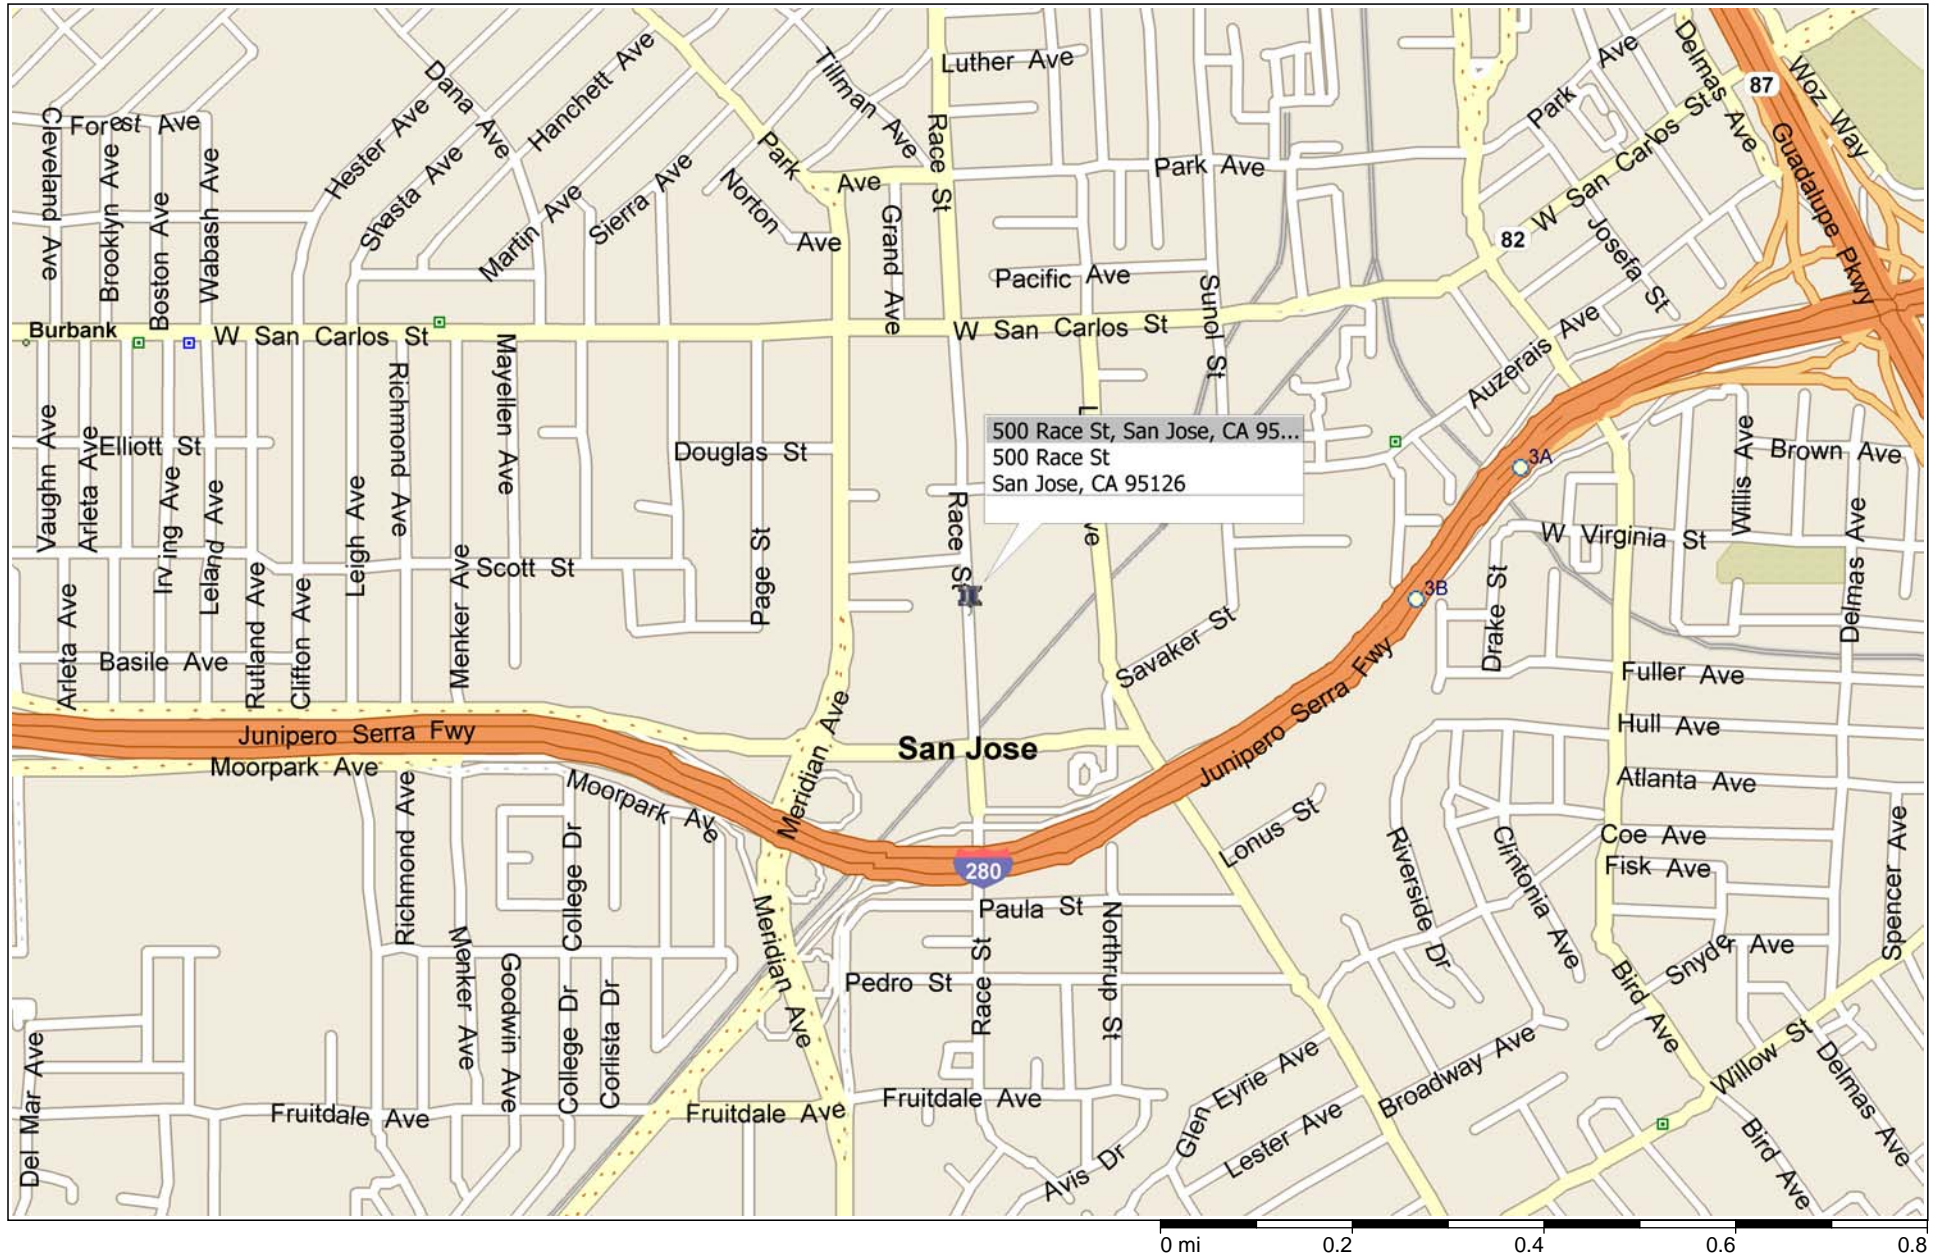 Luther Ave
Delmas Ave
87
Woz Way
Cleveland Ave
Forest Ave
Dana Ave
Hanchett Ave
Tillman Ave
Race St
Park Ave
Hester Ave
Brooklyn Ave
Boston Ave
Wabash Ave
Shasta Ave
Martin Ave
Sierra Ave
Norton Ave
Park Ave
Grand Ave
Park Ave
W San Carlos St
82
Josefa St
Guadalupe Pkwy
Pacific Ave
Sunol St
Burbank
W San Carlos St
W San Carlos St
Auzerais Ave
Mayellen Ave
Richmond Ave
Vaughn Ave
Arleta Ave
Elliott St
Irving Ave
Leland Ave
Leigh Ave
Douglas St
Page St
500 Race St, San Jose, CA 95...
500 Race St
San Jose, CA 95126
L
ve
Race St
3A
3B
Willis Ave
Brown Ave
W Virginia St
Delmas Ave
Drake St
Scott St
Menker Ave
Arleta Ave
Basile Ave
Rutland Ave
Clifton Ave
Savaker St
Fuller Ave
Hull Ave
Atlanta Ave
Coe Ave
Fisk Ave
Spencer Ave
Junipero Serra Fwy
Junipero Serra Fwy
San Jose
Meridian Ave
Moorpark Ave
Moorpark Ave
Richmond Ave
College Dr
280
Lonus St
Riverside Dr
Clintonia Ave
Paula St
Northrup St
Race St
Pedro St
Meridian Ave
Menker Ave
Goodwin Ave
College Dr
Corlista Dr
Snyder Ave
Bird Ave
Willow St
Delmas Ave
Del Mar Ave
Fruitdale Ave
Fruitdale Ave
Fruitdale Ave
Glen Eyrie Ave
Broadway Ave
Lester Ave
Avis Dr
Bird Ave
0 mi 0.2 0.4 0.6 0.8